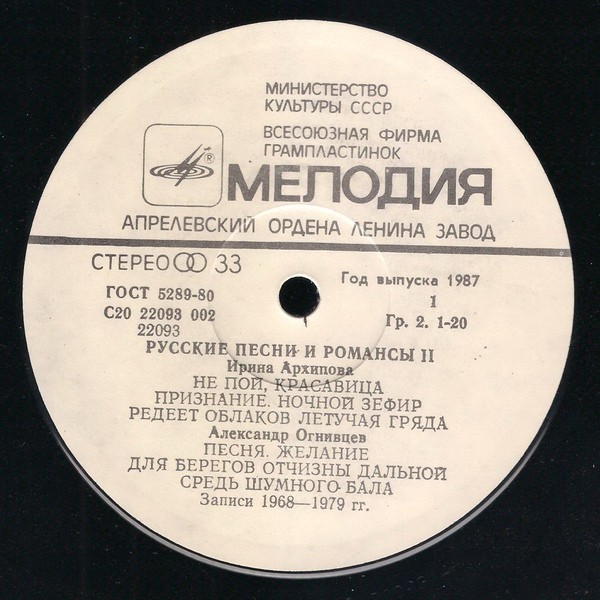 МИНИСТЕРСТВО
КУЛЬТУРЫ СССР
ВСЕСОЮЗНАЯ ФИРМА
ГРАМПЛАСТИНОК
®
МЕЛОДИЯ
АПРЕЛЕВСКИЙ ОРДЕНА ЛЕНИНА ЗАВОД
СТЕРЕО 33
Год выпуска 1987
ГОСТ 5289-80
1
С20 22093 002
Гр. 2. 1-20
22093
РУССКИЕ ПЕСНИ И РОМАНСЫ II
Ирина Архипова
НЕ ПОЙ, КРАСАВИЦА
ПРИЗНАНИЕ. НОЧНОЙ ЗЕФИР
РЕДЕЕТ ОБЛАКОВ ЛЕТУЧАЯ ГРЯДА
Александр Огнивцев
ПЕСНЯ. ЖЕЛАНИЕ
ДЛЯ БЕРЕГОВ ОТЧИЗНЫ ДАЛЬНОЙ
СРЕДЬ ШУМНОГО БАЛА
Записи 1968—1979 гг.